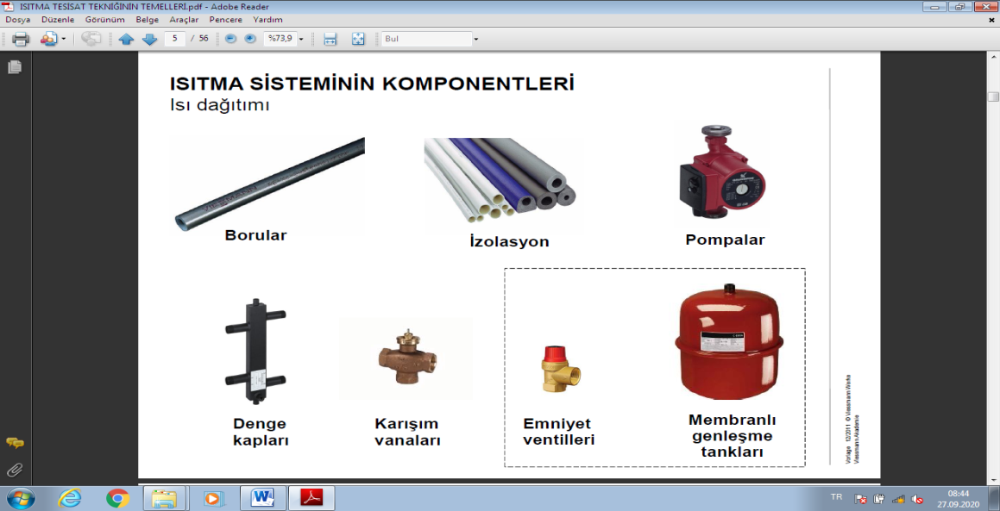 ISITMA TESİSAT TEKNİĞİNİN TEMELLERİ.pdf - Adobe Reader
Dosya Düzenle Görünüm Belge Araçlar Pencere Yardım
5 / 56 %73,9 Bul
ISITMA SİSTEMİNİN KOMPONENTLERİ
Isı dağıtımı
Borular
İzolasyon
Pompalar
Denge
kapları
Karışım
vanaları
Emniyet
ventilleri
Membranlı
genleşme
tankları
Vorlage 12/2011 © Viessmann Werke
Viessmann Akademie
TR
08:44
27.09.2020